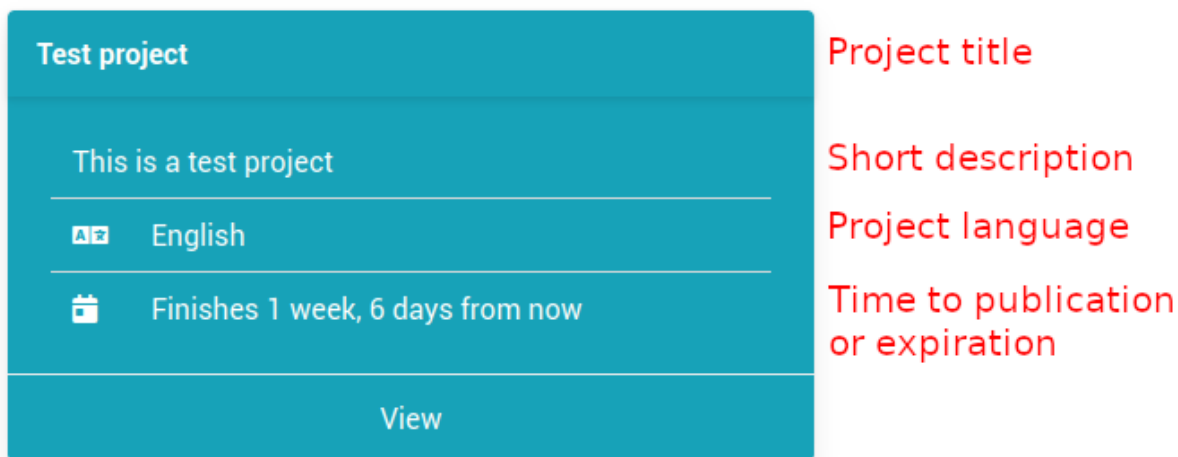 Test project
Project title
This is a test project
Short description
English
Project language
Finishes 1 week, 6 days from now
Time to publication
or expiration
View